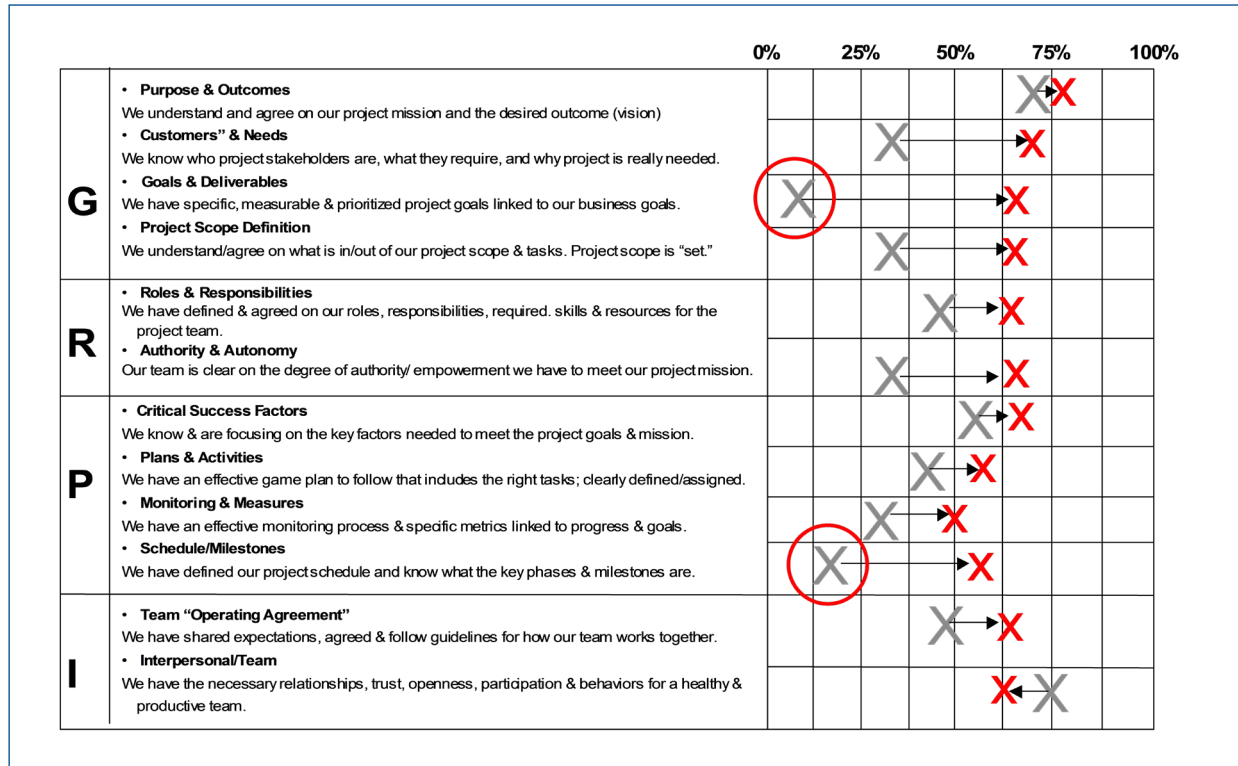 0% 25% 50% 75% 100%
G
• Purpose & Outcomes
We understand and agree on our project mission and the desired outcome (vision)
• Customers” & Needs
We know who project stakeholders are, what they require, and why project is really needed.
• Goals & Deliverables
We have specific, measurable & prioritized project goals linked to our business goals.
• Project Scope Definition
We understand/agree on what is in/out of our project scope & tasks. Project scope is “set.”
R
• Roles & Responsibilities
We have defined & agreed on our roles, responsibilities, required. skills & resources for the
project team.
• Authority & Autonomy
Our team is clear on the degree of authority/ empowerment we have to meet our project mission.
P
• Critical Success Factors
We know & are focusing on the key factors needed to meet the project goals & mission.
• Plans & Activities
We have an effective game plan to follow that includes the right tasks; clearly defined/assigned.
• Monitoring & Measures
We have an effective monitoring process & specific metrics linked to progress & goals.
• Schedule/Milestones
We have defined our project schedule and know what the key phases & milestones are.
I
• Team “Operating Agreement”
We have shared expectations, agreed & follow guidelines for how our team works together.
• Interpersonal/Team
We have the necessary relationships, trust, openness, participation & behaviors for a healthy &
productive team.